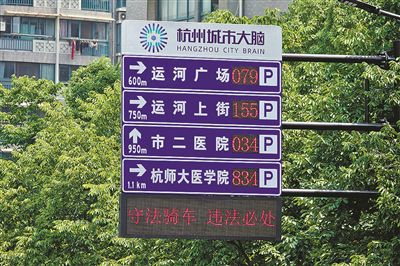 杭州城市大脑
HANGZHOU CITY BRAIN
→ 600m 运河广场 079 P
→ 750m 运河上街 155 P
↑ 950m 市二医院 034 P
→ 1.1 km 杭师大医学院 834 P
守法骑车 违法必处